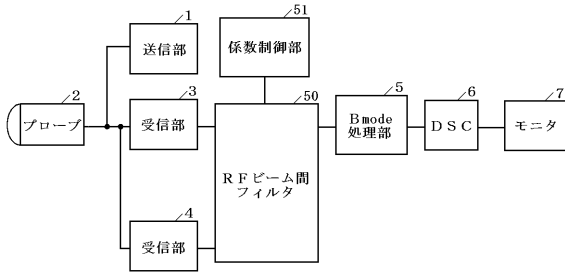 1
送信部
51
係数制御部
2
プローブ
3
受信部
50
RFビーム間
フィルタ
5
Bmode
処理部
6
DSC
7
モニタ
4
受信部